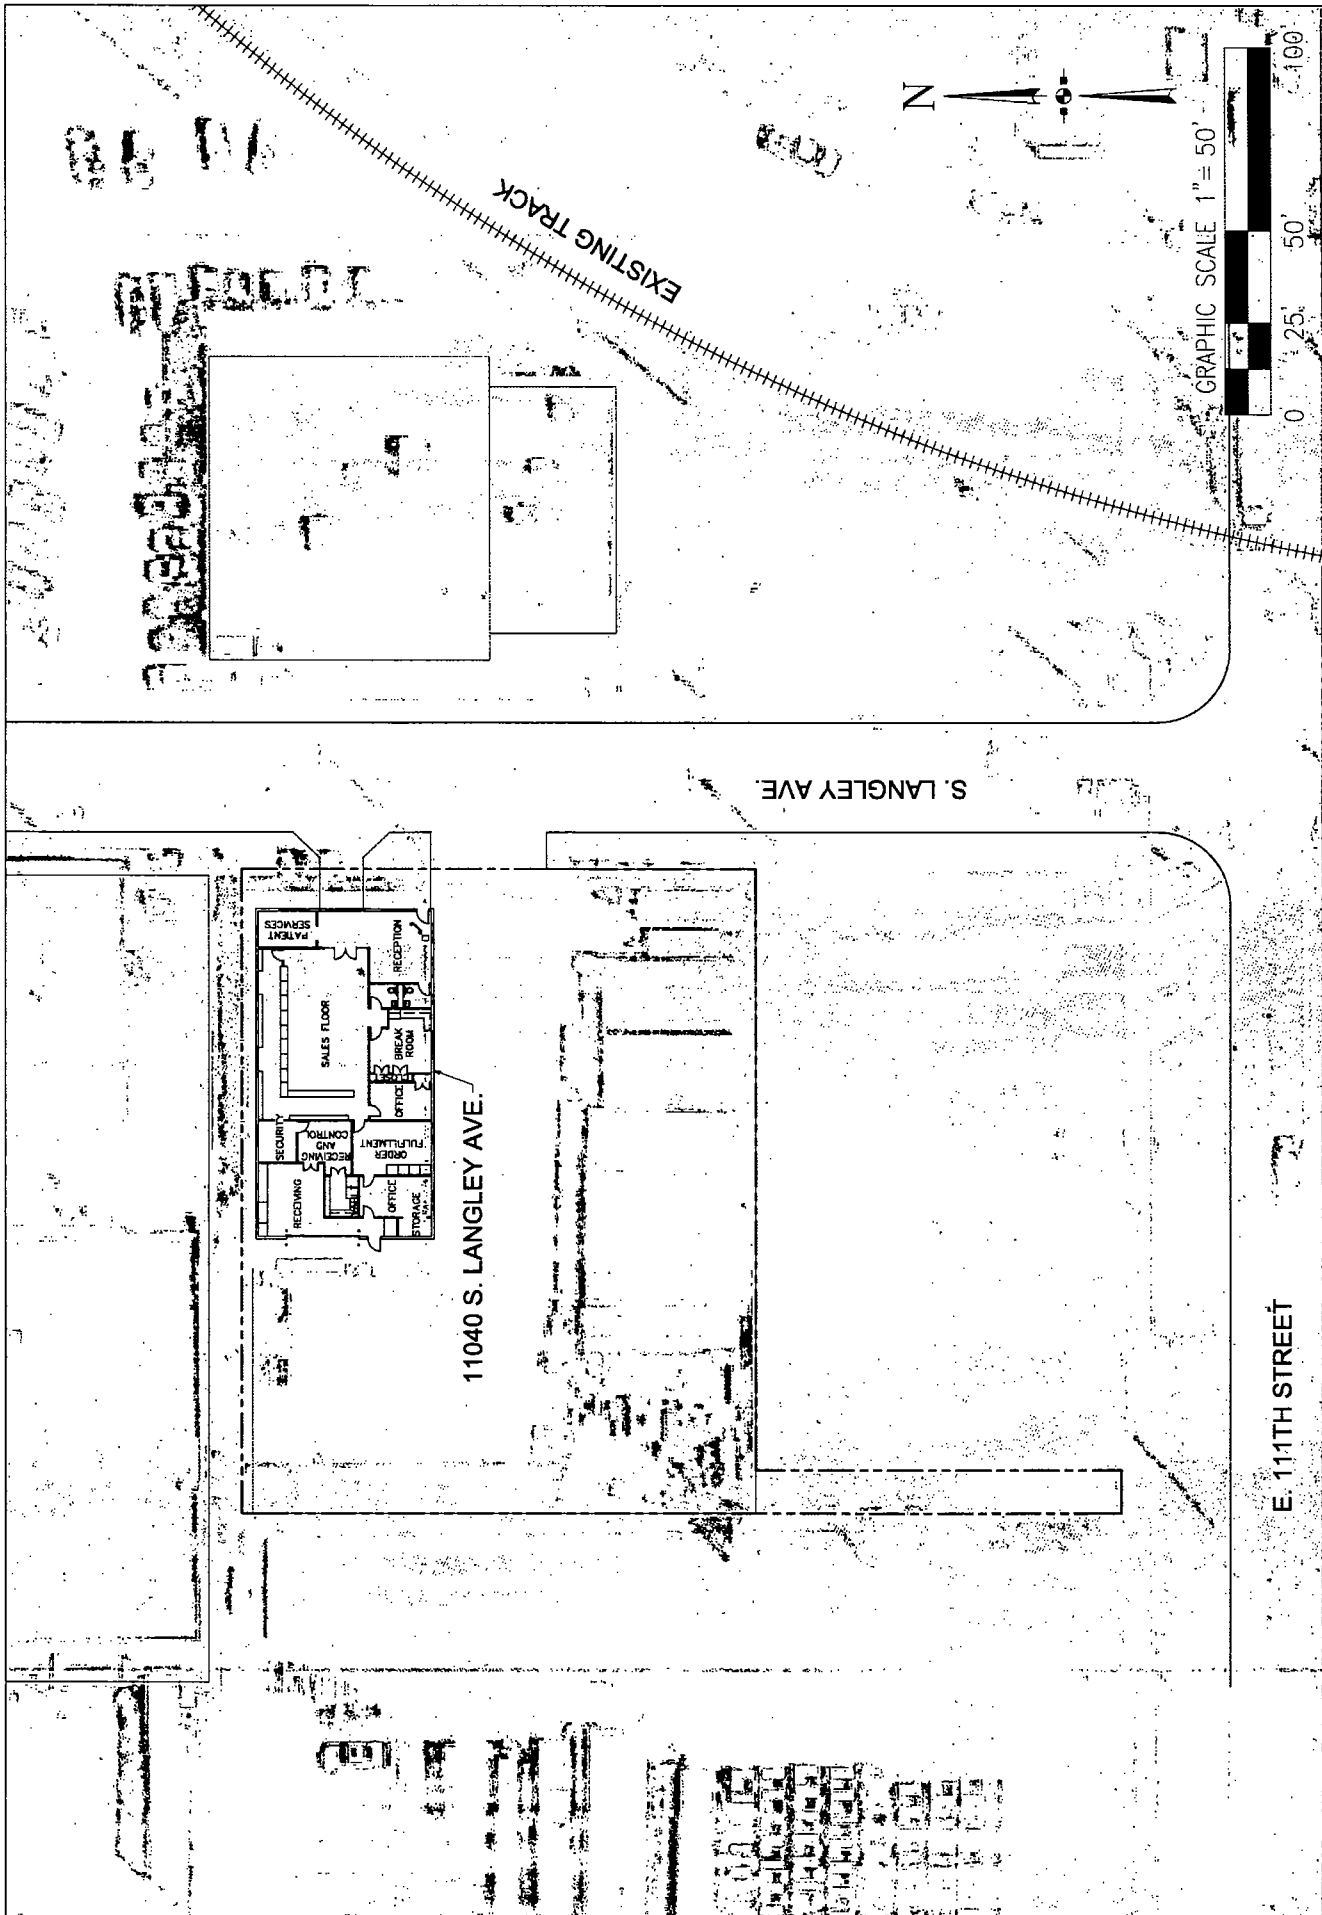 EXISTING TRACK
N
GRAPHIC SCALE 1"= 50'
0 25' 50' 100'
S. LANGLEY AVE.
PATIENT
SERVICES
RECEPTION
SALES FLOOR
BREAK
ROOM
OFFICE
SECURITY
RECEIVING
AND
CONTROL
ORDER
FULFILLMENT
RECEIVING
OFFICE
STORAGE
11040 S. LANGLEY AVE.
E. 111TH STREET